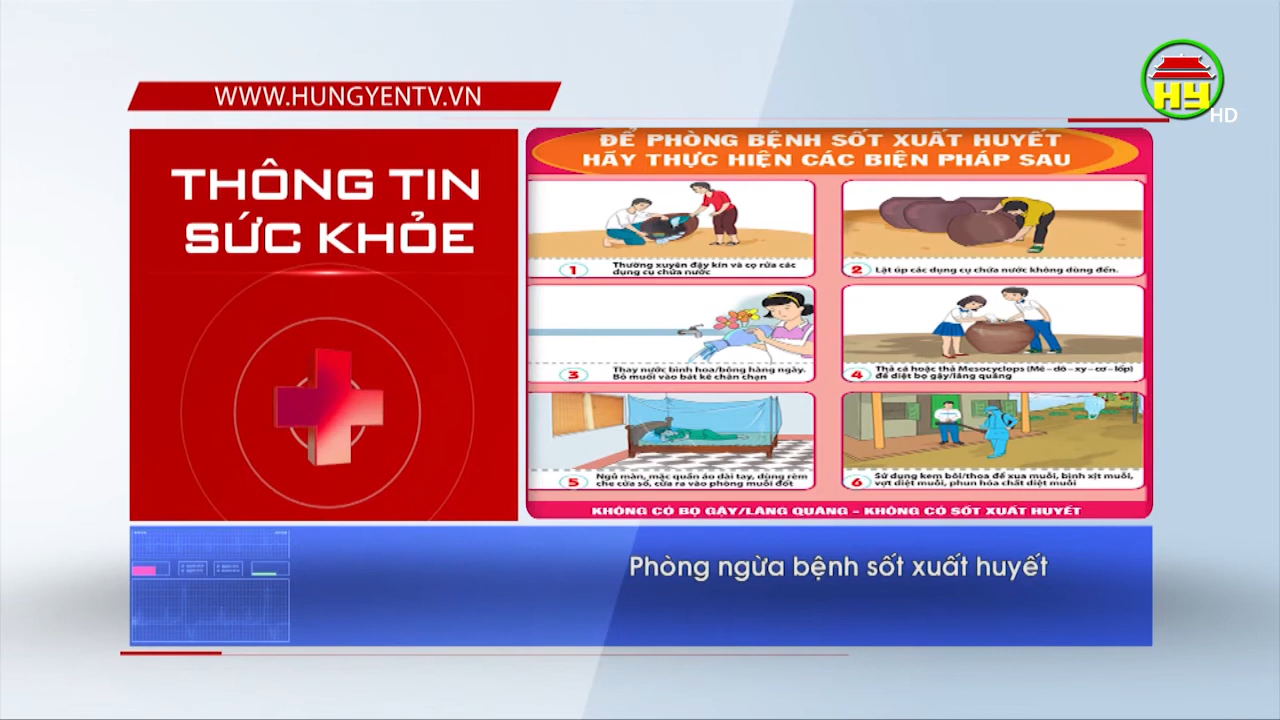 WWW.HUNGYENTV.VN
HY
HD
THÔNG TIN
SỨC KHỎE
ĐỂ PHÒNG BỆNH SỐT XUẤT HUYẾT
HÃY THỰC HIỆN CÁC BIỆN PHÁP SAU
1 Thường xuyên đậy kín và cọ rửa các
dụng cụ chứa nước
2 Lật úp các dụng cụ chứa nước không dùng đến.
3 Thay nước bình hoa/bông hàng ngày.
Bỏ muối vào bát kê chân chạn
4 Thả cá hoặc thả Mesocyclops (Mê - dô - xy - cơ - lốp)
để diệt bọ gậy/lăng quăng
5 Ngủ màn, mặc quần áo dài tay, dùng rèm
che cửa sổ, cửa ra vào phòng muỗi đốt
6 Sử dụng kem bôi/thoa để xua muỗi, bình xịt muỗi,
vợt diệt muỗi, phun hóa chất diệt muỗi
KHÔNG CÓ BỌ GẬY/LĂNG QUĂNG - KHÔNG CÓ SỐT XUẤT HUYẾT
Phòng ngừa bệnh sốt xuất huyết